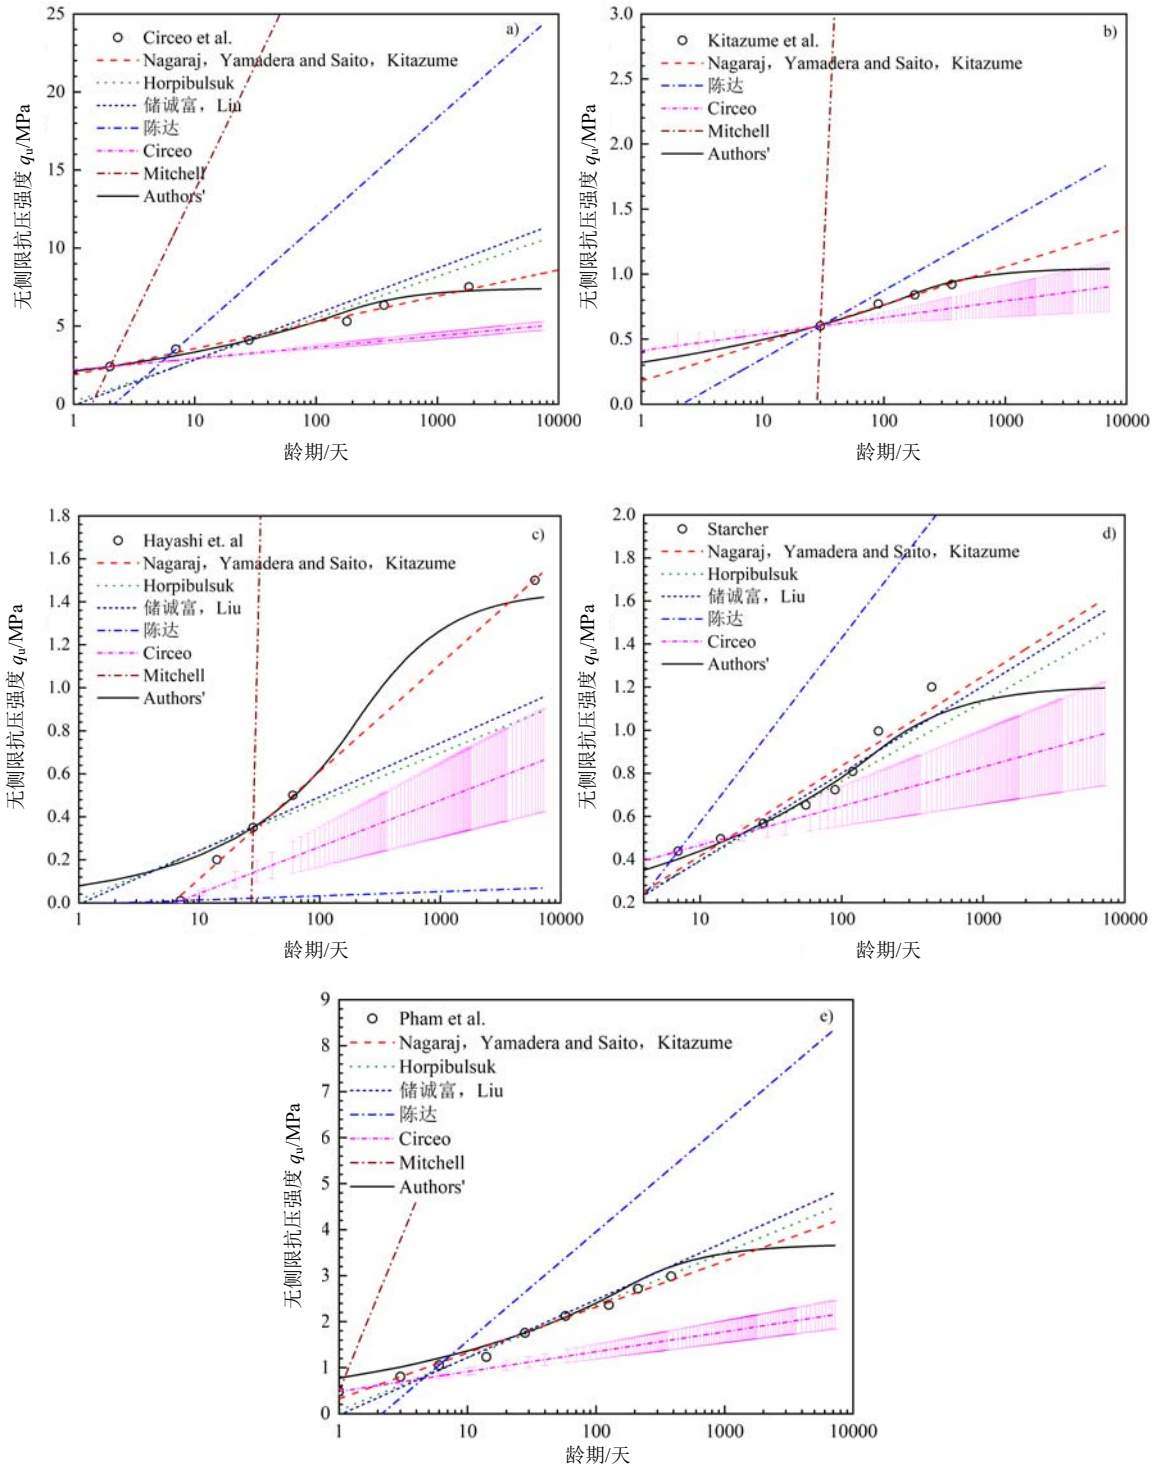 a)
Circeo et al.
Nagaraj，Yamadera and Saito，Kitazume
Horpibulsuk
储诚富，Liu
陈达
Circeo
Mitchell
Authors'
无侧限抗压强度 qu/MPa
25
20
15
10
5
0
1 10 100 1000 10000
龄期/天
b)
Kitazume et al.
Nagaraj，Yamadera and Saito，Kitazume
陈达
Circeo
Mitchell
Authors'
无侧限抗压强度 qu/MPa
3.0
2.5
2.0
1.5
1.0
0.5
0.0
1 10 100 1000 10000
龄期/天
c)
Hayashi et. al
Nagaraj，Yamadera and Saito，Kitazume
Horpibulsuk
储诚富，Liu
陈达
Circeo
Mitchell
Authors'
无侧限抗压强度 qu/MPa
1.8
1.6
1.4
1.2
1.0
0.8
0.6
0.4
0.2
0.0
1 10 100 1000 10000
龄期/天
d)
Starcher
Nagaraj，Yamadera and Saito，Kitazume
Horpibulsuk
储诚富，Liu
陈达
Circeo
Authors'
无侧限抗压强度 qu/MPa
2.0
1.8
1.6
1.4
1.2
1.0
0.8
0.6
0.4
0.2
10 100 1000 10000
龄期/天
e)
Pham et al.
Nagaraj，Yamadera and Saito，Kitazume
Horpibulsuk
储诚富，Liu
陈达
Circeo
Mitchell
Authors'
无侧限抗压强度 qu/MPa
9
8
7
6
5
4
3
2
1
0
1 10 100 1000 10000
龄期/天